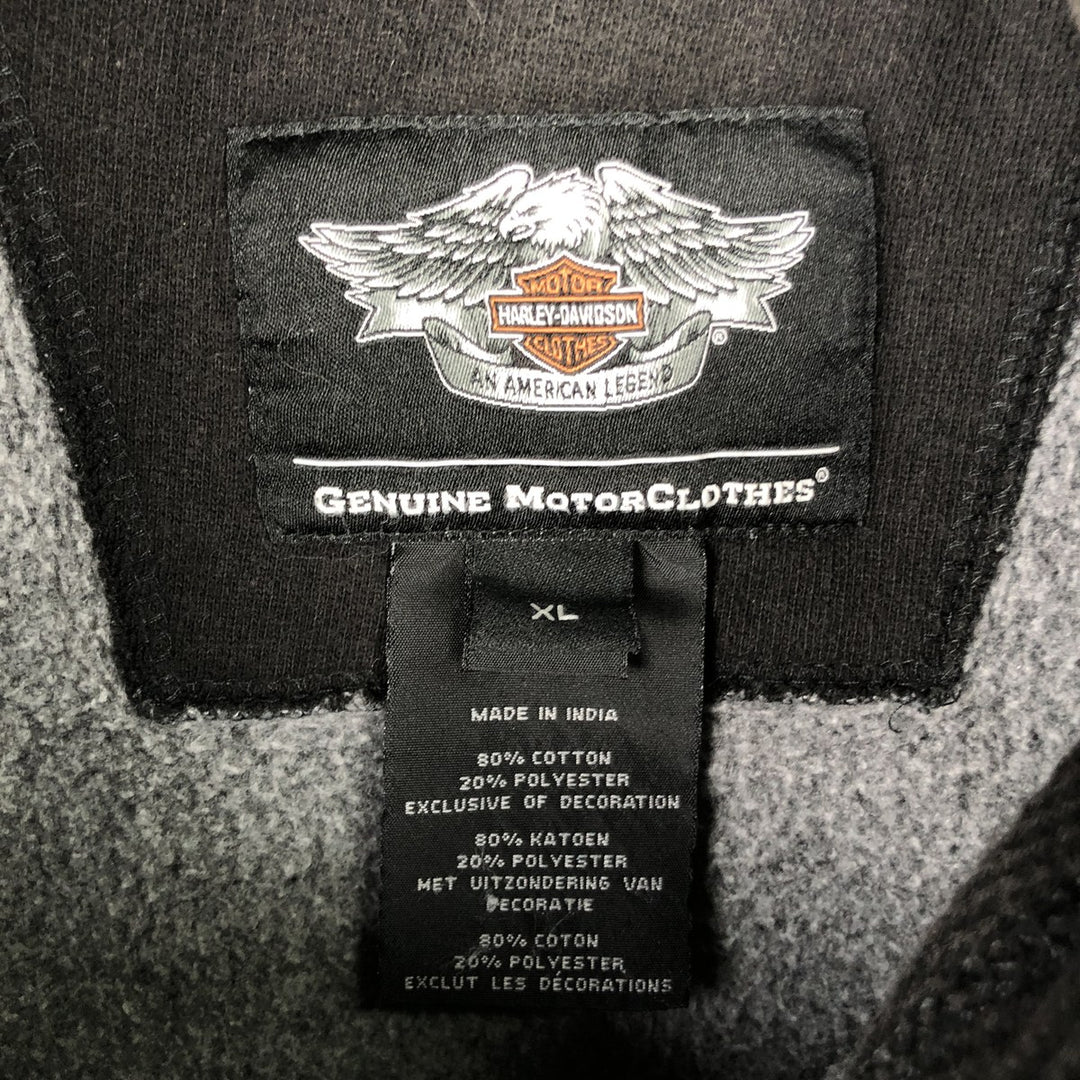 MOTOR
HARLEY-DAVIDSON
CLOTHES
®
AN AMERICAN LEGEND
GENUINE MOTORCLOTHES®
XL
MADE IN INDIA
80% COTTON
20% POLYESTER
EXCLUSIVE OF DECORATION
80% KATOEN
20% POLYESTER
MET UITZONDERING VAN
DECORATIE
80% COTON
20% POLYESTER
EXCLUT LES DÉCORATIONS